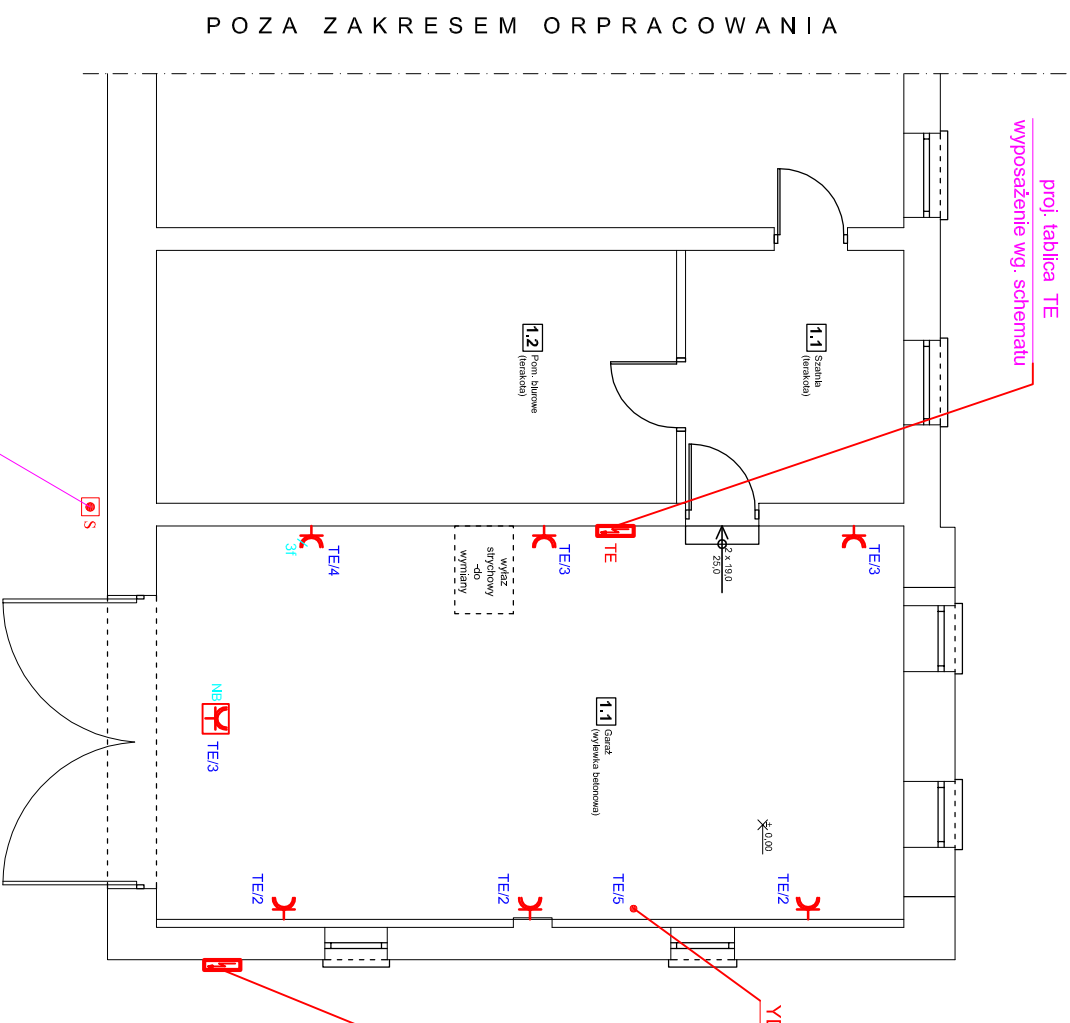 POZA ZAKRESEM ORPRACOWANIA
proj. tablica TE
wyposażenie wg. schematu
1.1 Szatnia
(terakota)
1.2 Pom. biurowe
(terakota)
S
TE/4
3f
wyłaz
strychowy
-do
wymiany
TE/3
TE
2 x 19,0
25,0
TE/3
NB
TE/3
1.1 Garaż
(wylewka betonowa)
± 0,00
TE/2
TE/2
TE/5
TE/2